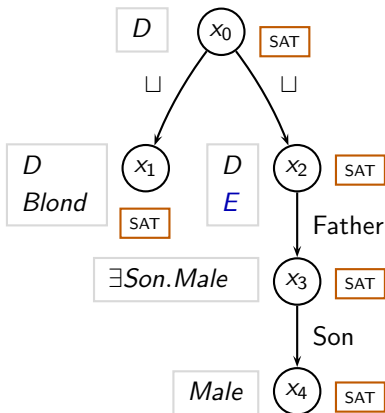 D x₀ SAT
⊔ ⊔
D x₁ D x₂ SAT
Blond E
SAT Father
∃Son.Male x₃ SAT
Son
Male x₄ SAT